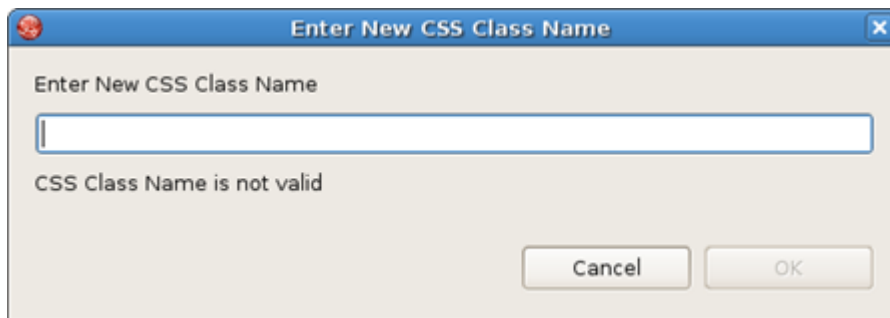 Enter New CSS Class Name
Enter New CSS Class Name
CSS Class Name is not valid
Cancel
OK